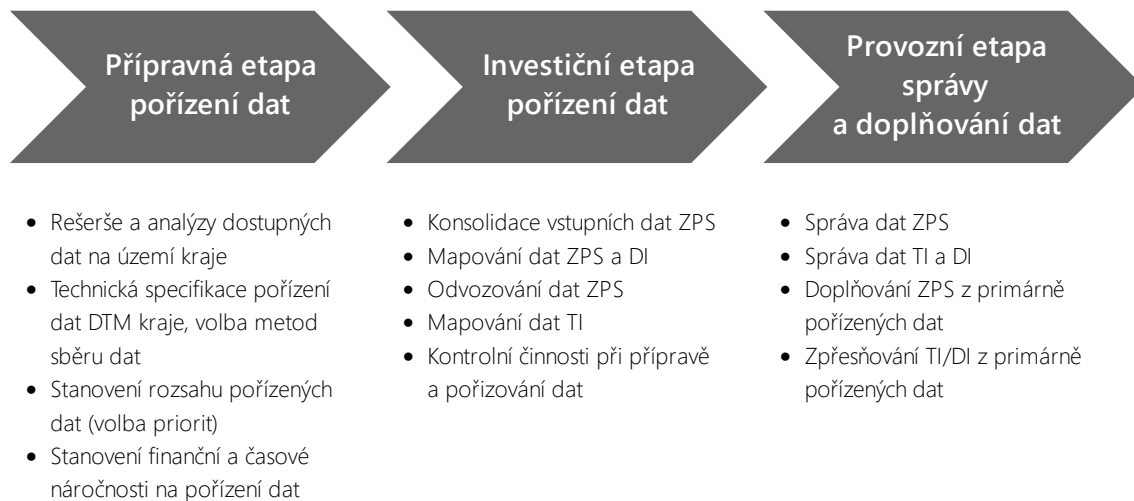 Přípravná etapa
pořízení dat
Investiční etapa
pořízení dat
Provozní etapa
správy
a doplňování dat
• Rešerše a analýzy dostupných
dat na území kraje
• Technická specifikace pořízení
dat DTM kraje, volba metod
sběru dat
• Stanovení rozsahu pořízených
dat (volba priorit)
• Stanovení finanční a časové
náročnosti na pořízení dat
• Konsolidace vstupních dat ZPS
• Mapování dat ZPS a DI
• Odvozování dat ZPS
• Mapování dat TI
• Kontrolní činnosti při přípravě
a pořizování dat
• Správa dat ZPS
• Správa dat TI a DI
• Doplňování ZPS z primárně
pořízených dat
• Zpřesňování TI/DI z primárně
pořízených dat